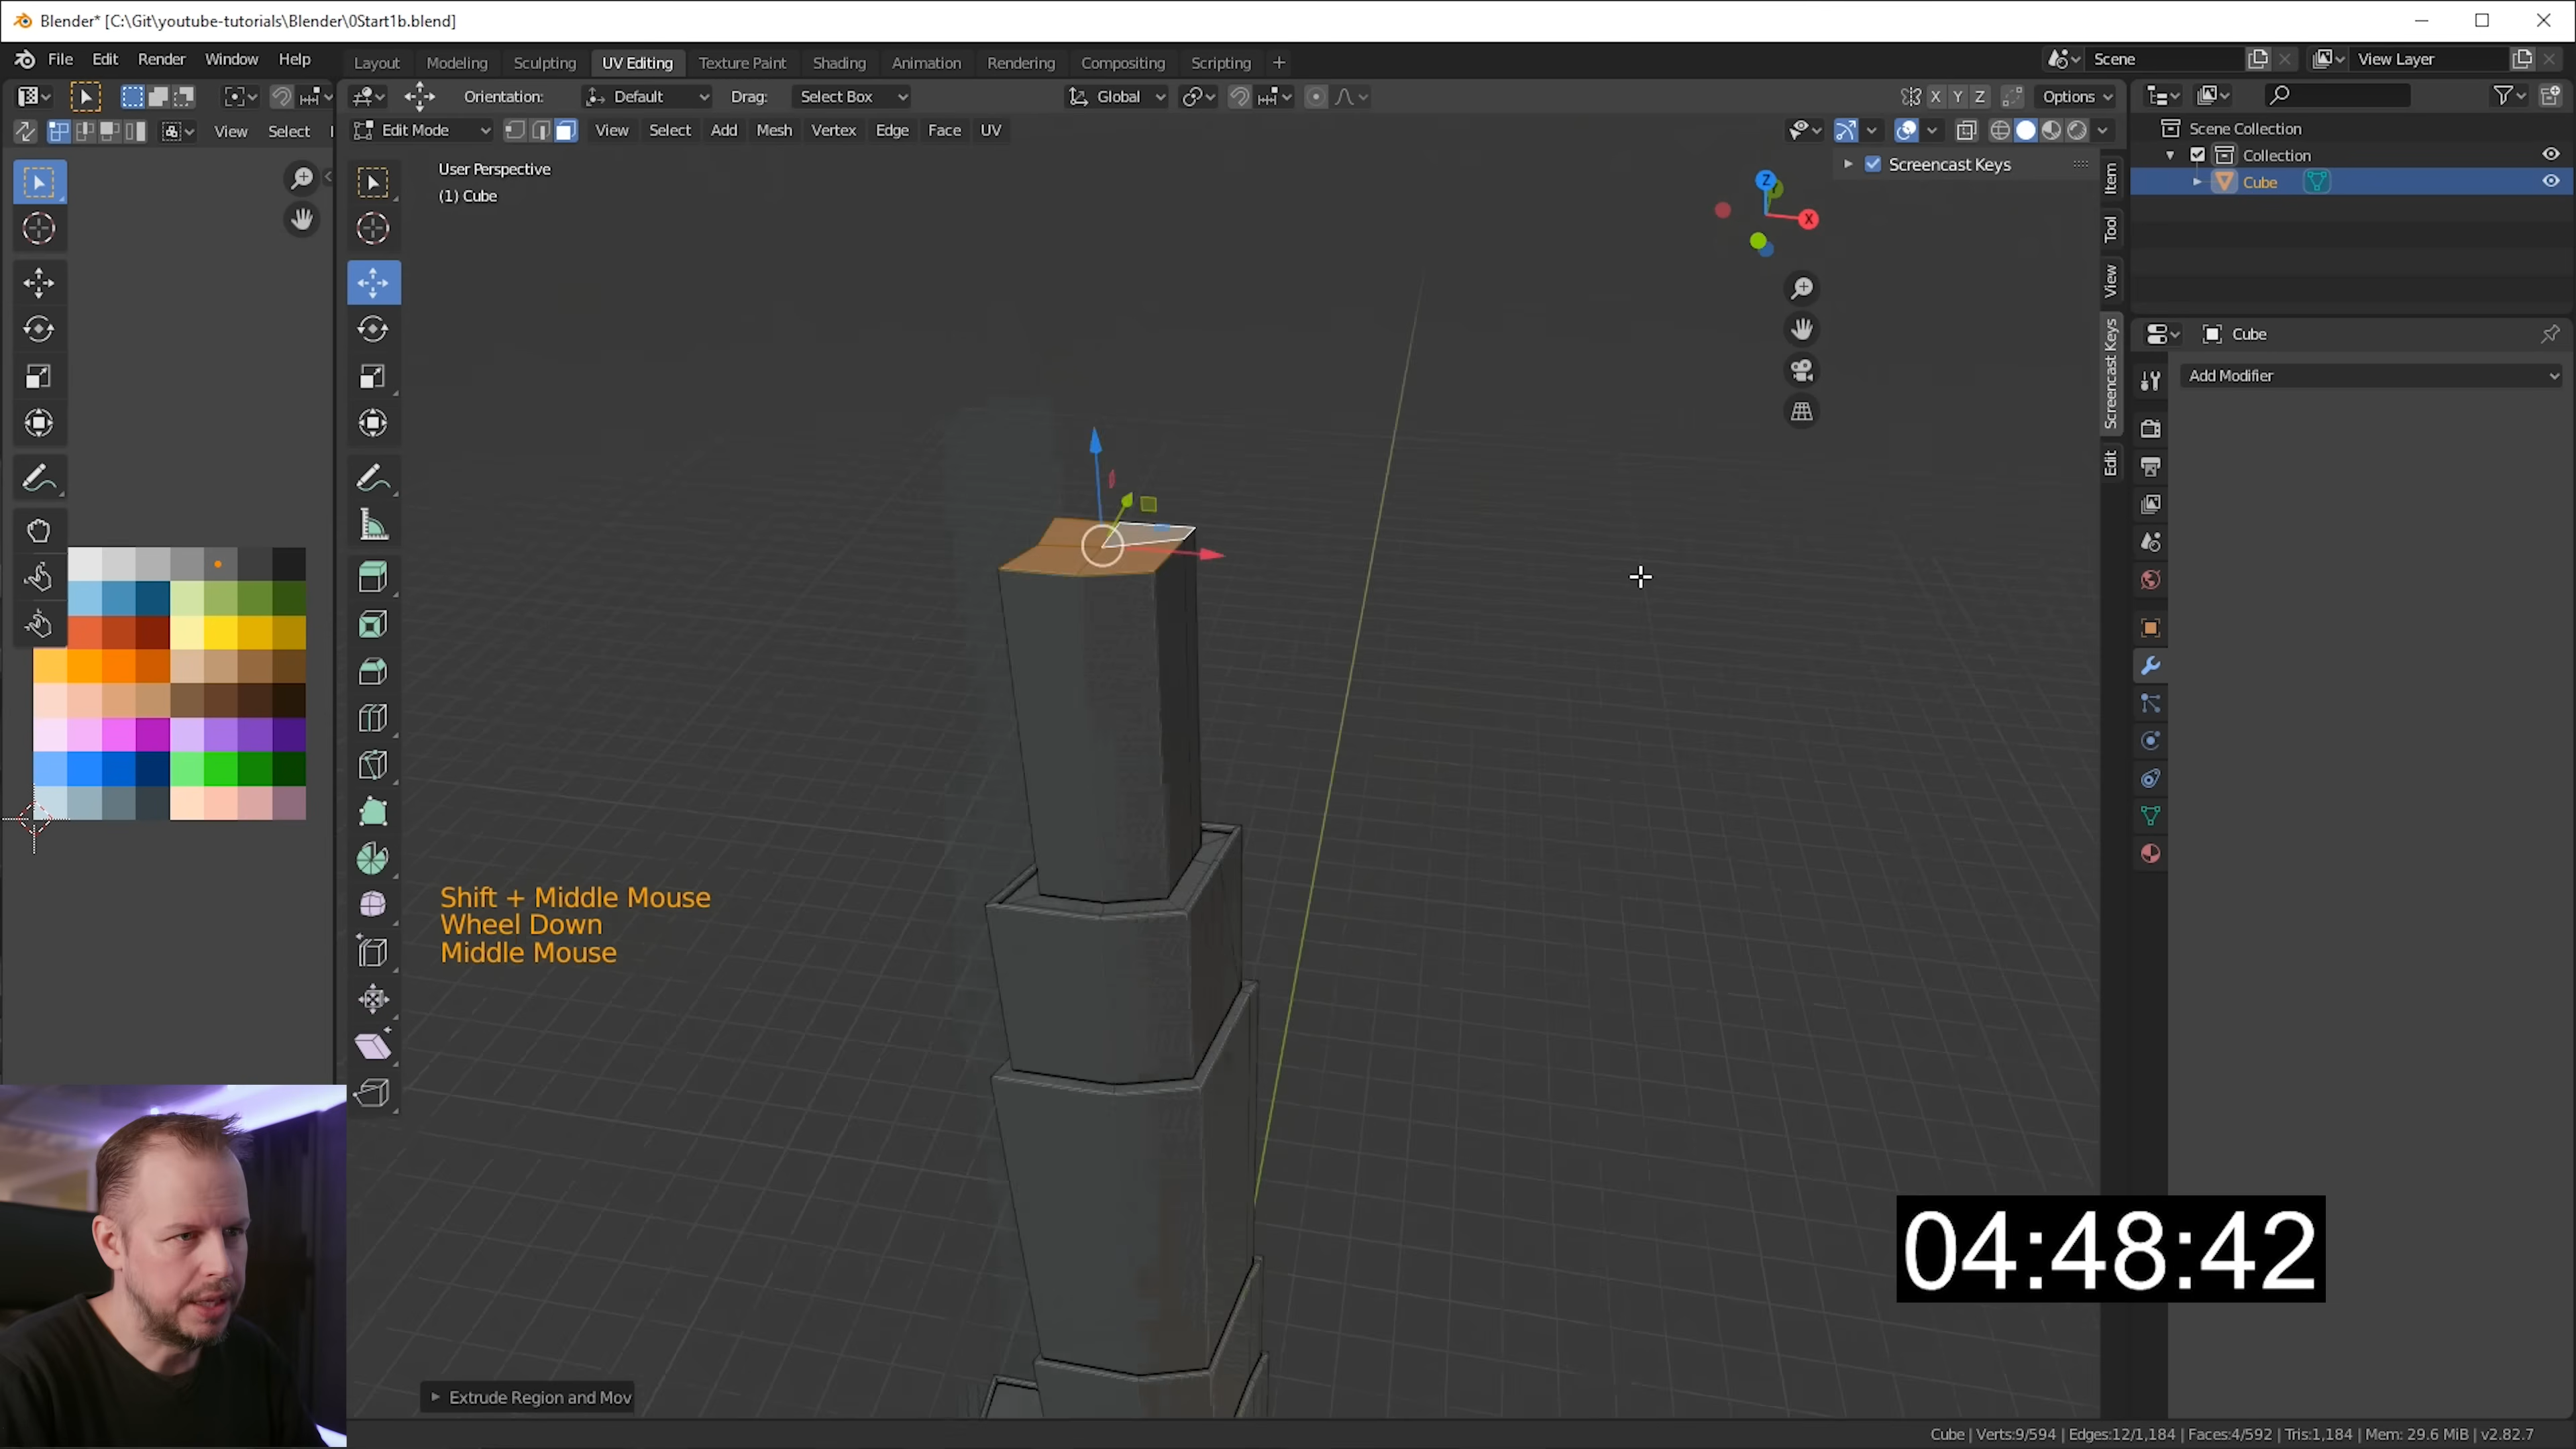 Blender* [C:\Git\youtube-tutorials\Blender\0Start1b.blend]
File Edit Render Window Help Layout Modeling Sculpting UV Editing Texture Paint Shading Animation Rendering Compositing Scripting + Scene View Layer
Orientation: Default Drag: Select Box Global X Y Z Options
View Select Edit Mode View Select Add Mesh Vertex Edge Face UV
Scene Collection
Collection
Cube
User Perspective
(1) Cube
Screencast Keys
Z
X
Item
Tool
View
Screencast Keys
Edit
Cube
Add Modifier
Shift + Middle Mouse
Wheel Down
Middle Mouse
04:48:42
Extrude Region and Mov
Cube | Verts:9/594 | Edges:12/1,184 | Faces:4/592 | Tris:1,184 | Mem: 29.6 MiB | v2.82.7